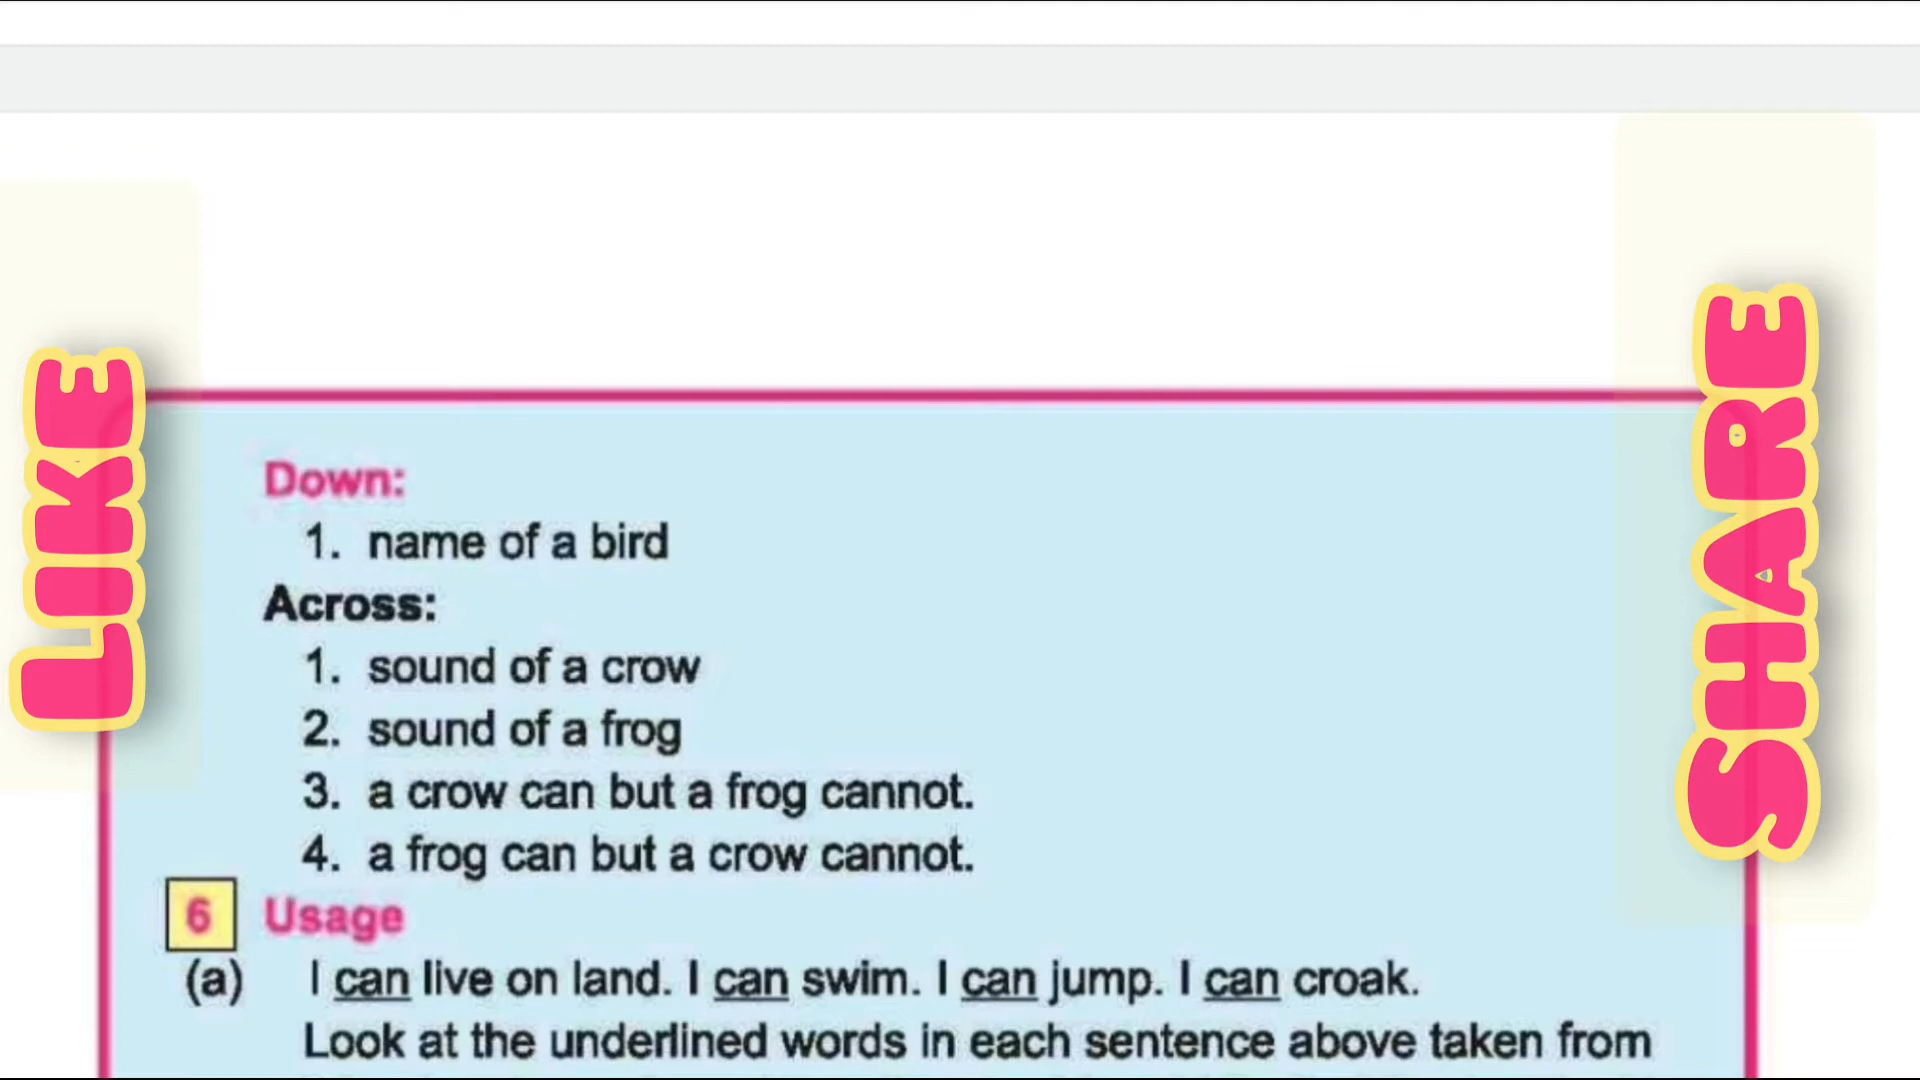 LIKE
SHARE
Down:
1. name of a bird
Across:
1. sound of a crow
2. sound of a frog
3. a crow can but a frog cannot.
4. a frog can but a crow cannot.
6 Usage
(a) I can live on land. I can swim. I can jump. I can croak.
Look at the underlined words in each sentence above taken from